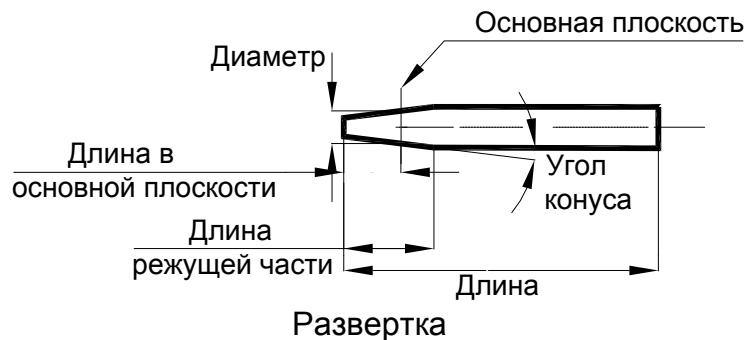 Основная плоскость
Диаметр
Длина в
основной плоскости
Угол
конуса
Длина
режущей части
Длина
Развертка